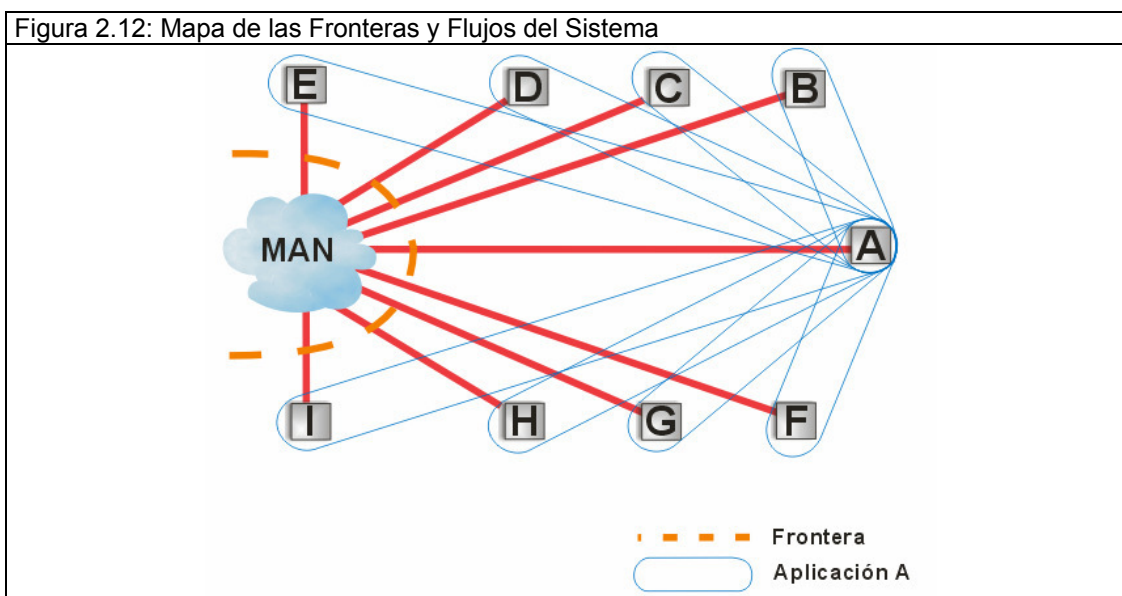 Figura 2.12: Mapa de las Fronteras y Flujos del Sistema
E
D
C
B
MAN
A
I
H
G
F
Frontera
Aplicación A